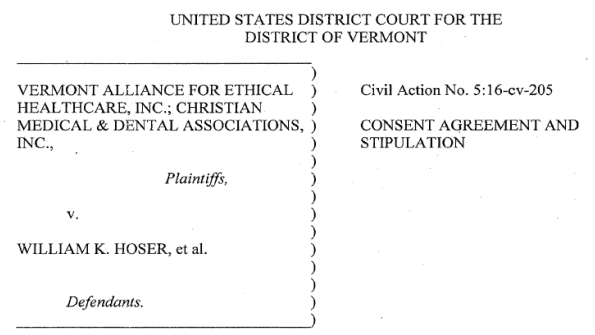 UNITED STATES DISTRICT COURT FOR THE
DISTRICT OF VERMONT
VERMONT ALLIANCE FOR ETHICAL
HEALTHCARE, INC.; CHRISTIAN
MEDICAL & DENTAL ASSOCIATIONS,
INC.,
Plaintiffs,
v.
WILLIAM K. HOSER, et al.
Defendants.
)
)
)
)
)
)
)
)
)
)
)
)
)
)
Civil Action No. 5:16-cv-205
CONSENT AGREEMENT AND
STIPULATION